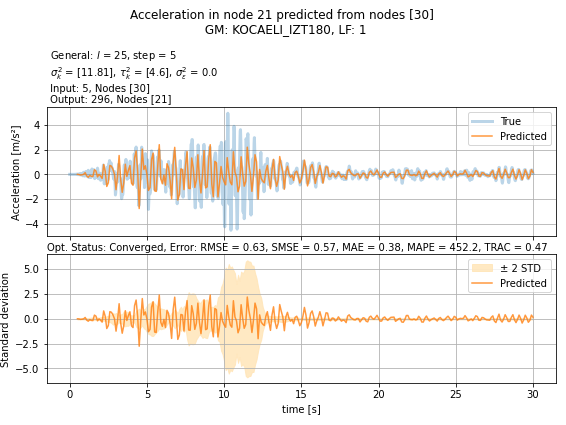 Acceleration in node 21 predicted from nodes [30]
GM: KOCAELI_IZT180, LF: 1
General: l = 25, step = 5
σ²ₖ = [11.81], τ²ₖ = [4.6], σ²ε = 0.0
Input: 5, Nodes [30]
Output: 296, Nodes [21]
True
Predicted
Acceleration [m/s²]
4
2
0
−2
−4
Opt. Status: Converged, Error: RMSE = 0.63, SMSE = 0.57, MAE = 0.38, MAPE = 452.2, TRAC = 0.47
± 2 STD
Predicted
Standard deviation
5.0
2.5
0.0
−2.5
−5.0
0 5 10 15 20 25 30
time [s]